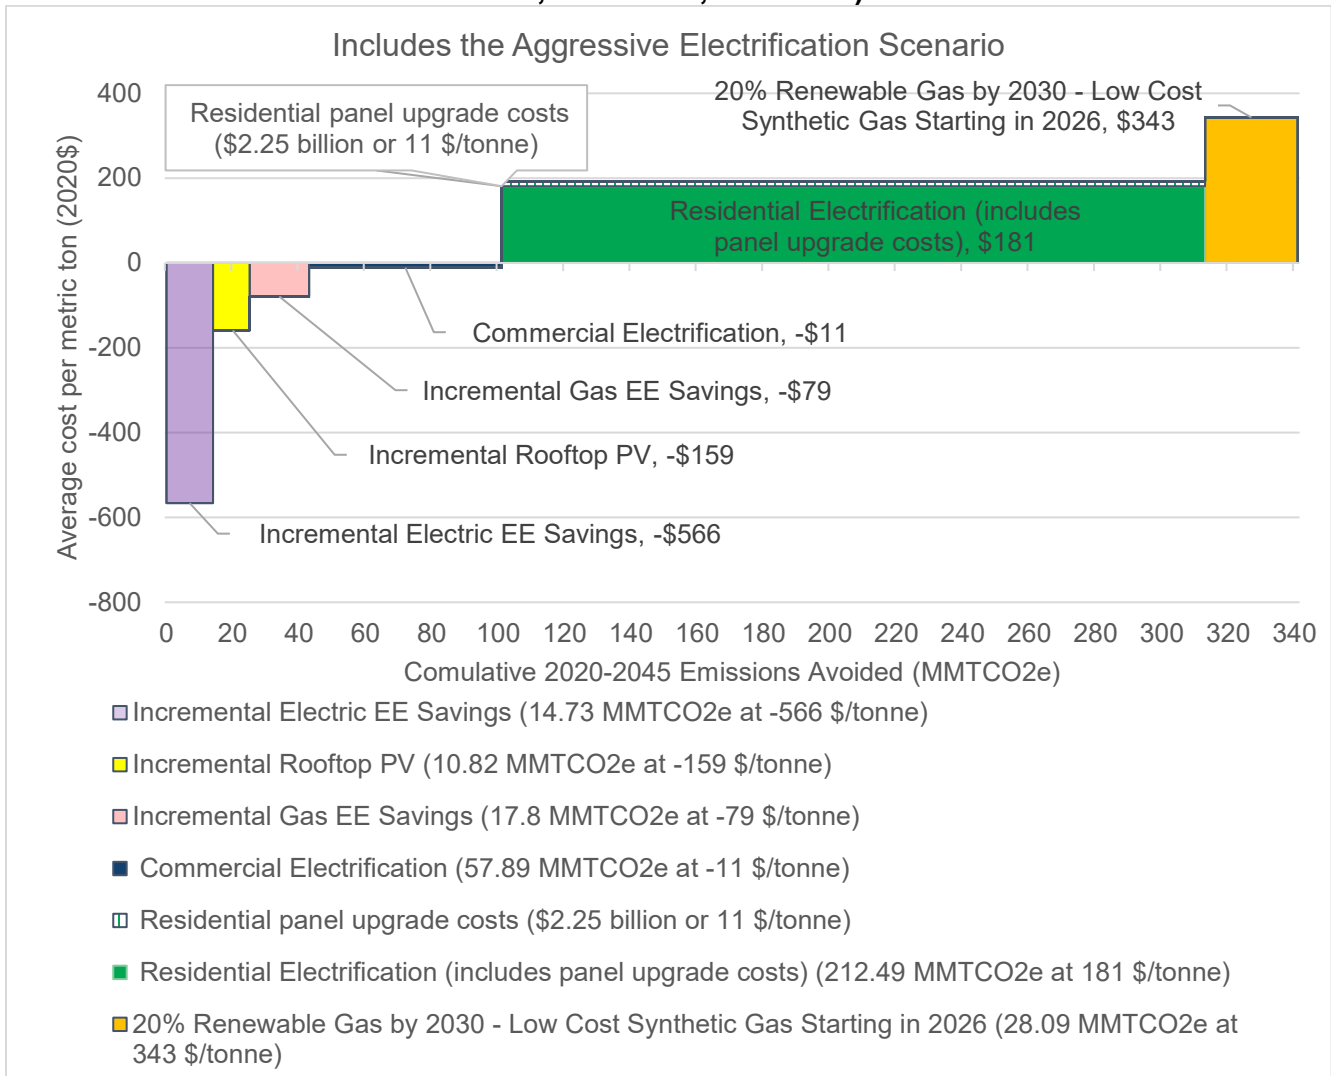 Includes the Aggressive Electrification Scenario
Average cost per metric ton (2020$)
400
200
0
-200
-400
-600
-800
Residential panel upgrade costs
($2.25 billion or 11 $/tonne)
20% Renewable Gas by 2030 - Low Cost
Synthetic Gas Starting in 2026, $343
Residential Electrification (includes
panel upgrade costs), $181
Commercial Electrification, -$11
Incremental Gas EE Savings, -$79
Incremental Rooftop PV, -$159
Incremental Electric EE Savings, -$566
0 20 40 60 80 100 120 140 160 180 200 220 240 260 280 300 320 340
Comulative 2020-2045 Emissions Avoided (MMTCO2e)
Incremental Electric EE Savings (14.73 MMTCO2e at -566 $/tonne)
Incremental Rooftop PV (10.82 MMTCO2e at -159 $/tonne)
Incremental Gas EE Savings (17.8 MMTCO2e at -79 $/tonne)
Commercial Electrification (57.89 MMTCO2e at -11 $/tonne)
Residential panel upgrade costs ($2.25 billion or 11 $/tonne)
Residential Electrification (includes panel upgrade costs) (212.49 MMTCO2e at 181 $/tonne)
20% Renewable Gas by 2030 - Low Cost Synthetic Gas Starting in 2026 (28.09 MMTCO2e at
343 $/tonne)